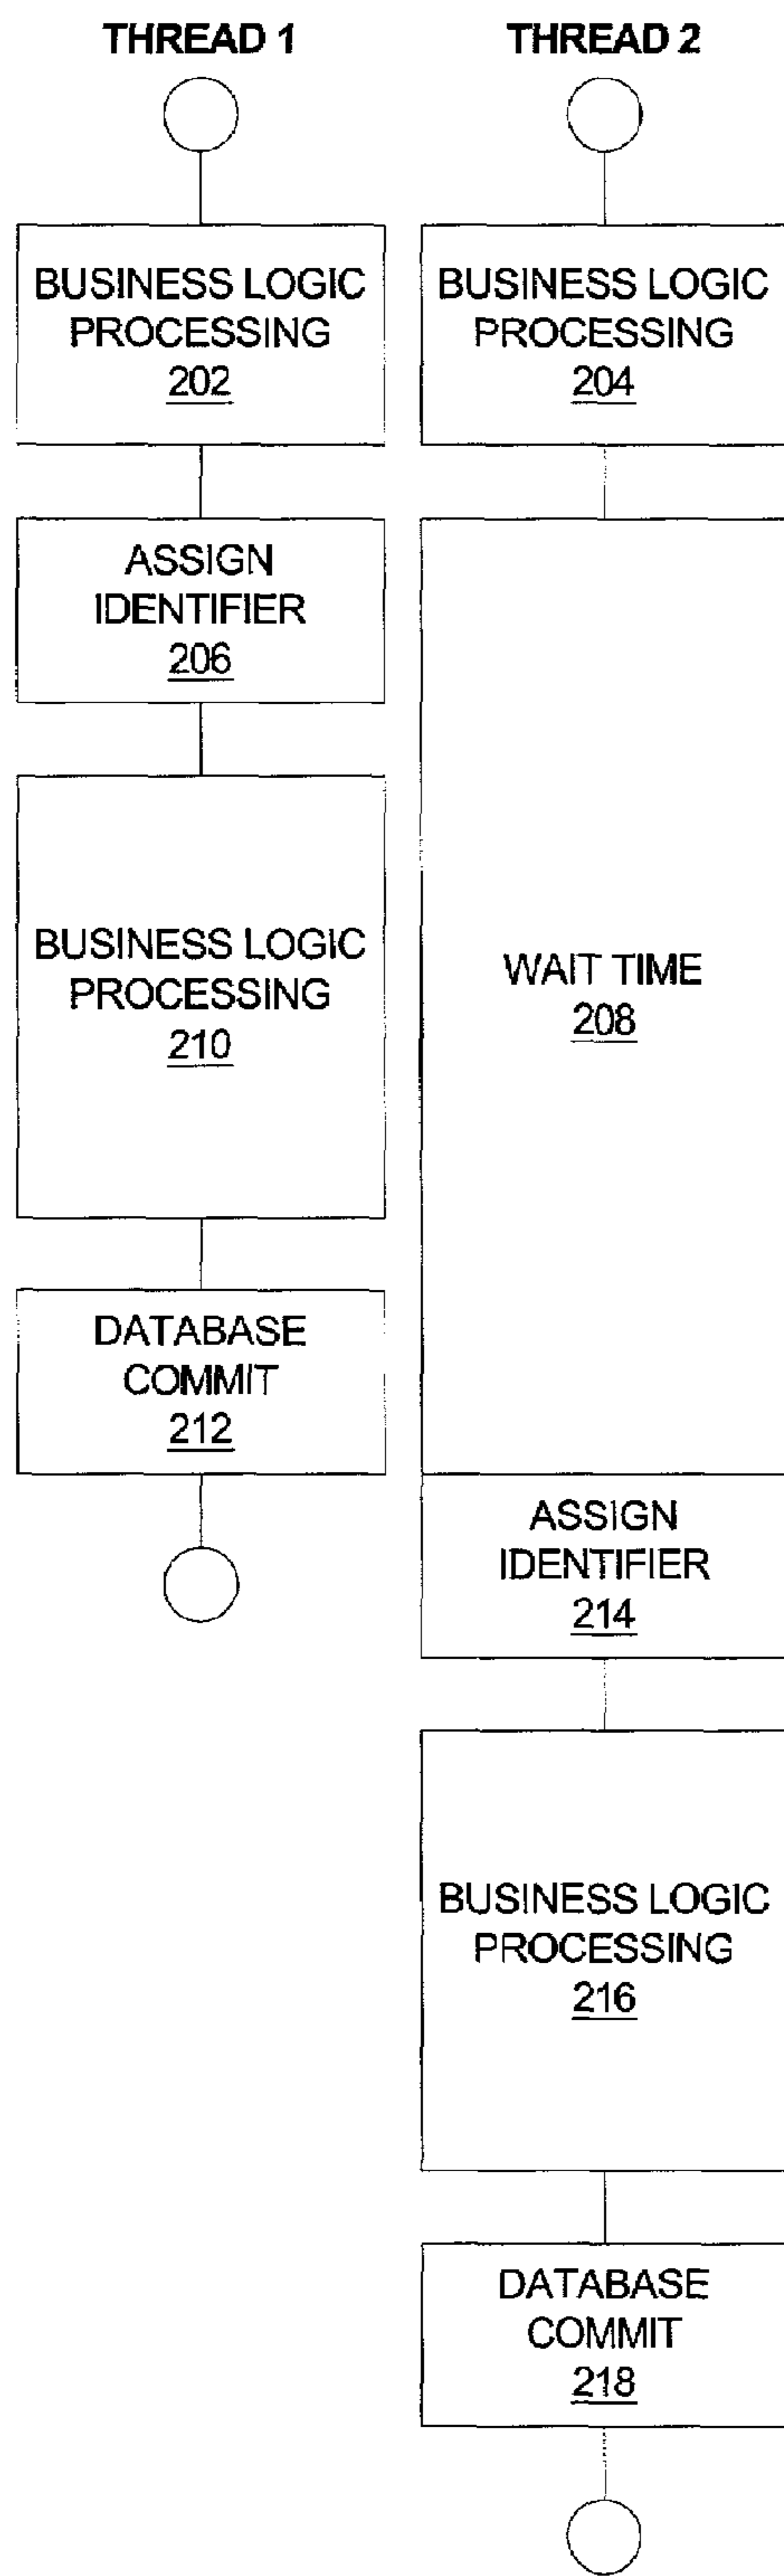 THREAD 1
THREAD 2
BUSINESS LOGIC
PROCESSING
202
BUSINESS LOGIC
PROCESSING
204
ASSIGN
IDENTIFIER
206
BUSINESS LOGIC
PROCESSING
210
WAIT TIME
208
DATABASE
COMMIT
212
ASSIGN
IDENTIFIER
214
BUSINESS LOGIC
PROCESSING
216
DATABASE
COMMIT
218